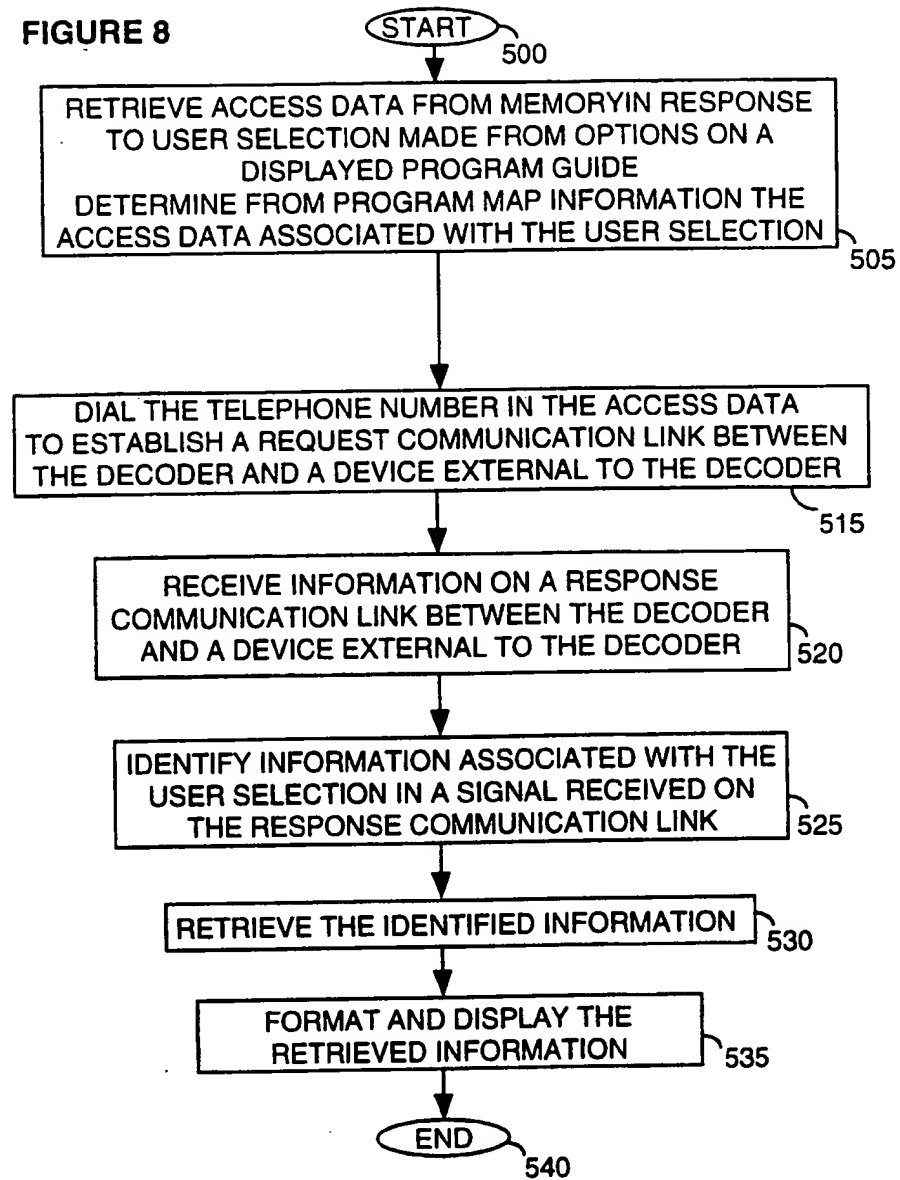 FIGURE 8
START
500
RETRIEVE ACCESS DATA FROM MEMORYIN RESPONSE
TO USER SELECTION MADE FROM OPTIONS ON A
DISPLAYED PROGRAM GUIDE
DETERMINE FROM PROGRAM MAP INFORMATION THE
ACCESS DATA ASSOCIATED WITH THE USER SELECTION
505
DIAL THE TELEPHONE NUMBER IN THE ACCESS DATA
TO ESTABLISH A REQUEST COMMUNICATION LINK BETWEEN
THE DECODER AND A DEVICE EXTERNAL TO THE DECODER
515
RECEIVE INFORMATION ON A RESPONSE
COMMUNICATION LINK BETWEEN THE DECODER
AND A DEVICE EXTERNAL TO THE DECODER
520
IDENTIFY INFORMATION ASSOCIATED WITH THE
USER SELECTION IN A SIGNAL RECEIVED ON
THE RESPONSE COMMUNICATION LINK
525
RETRIEVE THE IDENTIFIED INFORMATION
530
FORMAT AND DISPLAY THE
RETRIEVED INFORMATION
535
END
540